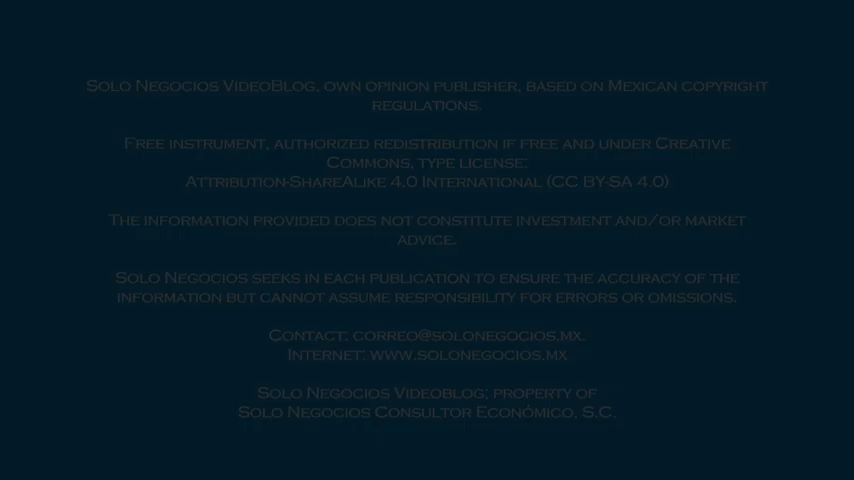 Solo Negocios VideoBlog, own opinion publisher, based on Mexican copyright
regulations.
Free instrument, authorized redistribution if free and under Creative
Commons, type license:
Attribution-ShareAlike 4.0 International (CC BY-SA 4.0)
The information provided does not constitute investment and/or market
advice.
Solo Negocios seeks in each publication to ensure the accuracy of the
information but cannot assume responsibility for errors or omissions.
Contact: correo@solonegocios.mx.
Internet: www.solonegocios.mx
Solo Negocios Videoblog; property of
Solo Negocios Consultor Económico, S.C.